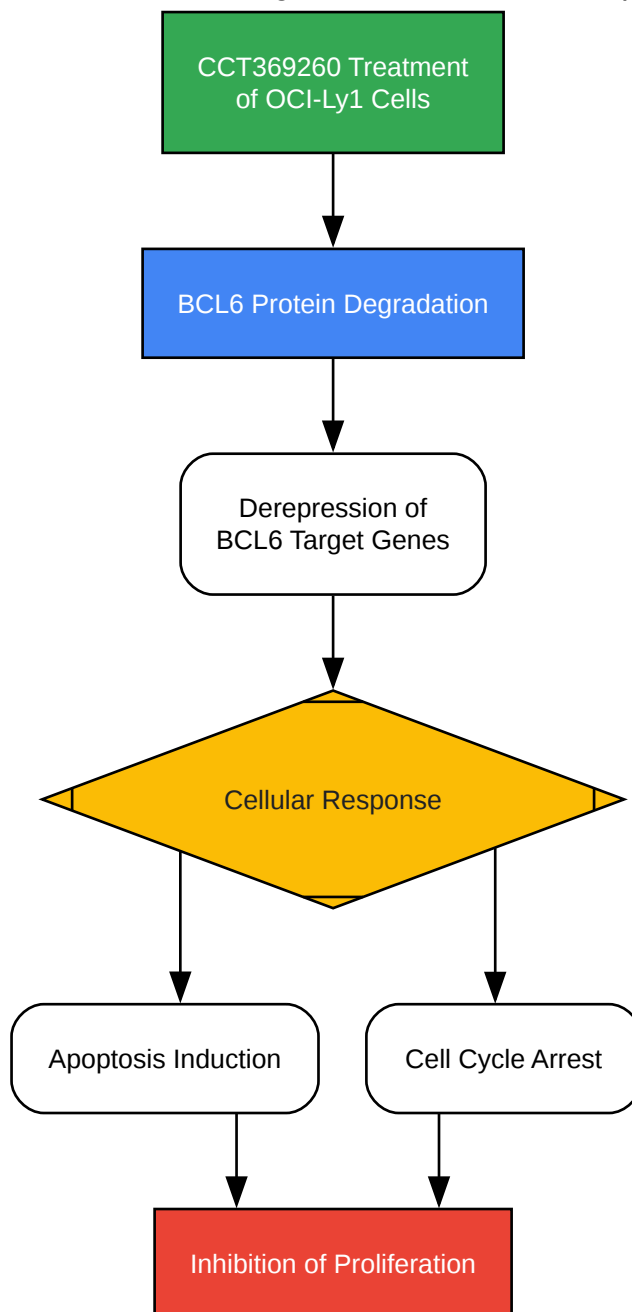 CCT369260 Treatment
of OCI-Ly1 Cells
BCL6 Protein Degradation
Derepression of
BCL6 Target Genes
Cellular Response
Apoptosis Induction
Cell Cycle Arrest
Inhibition of Proliferation